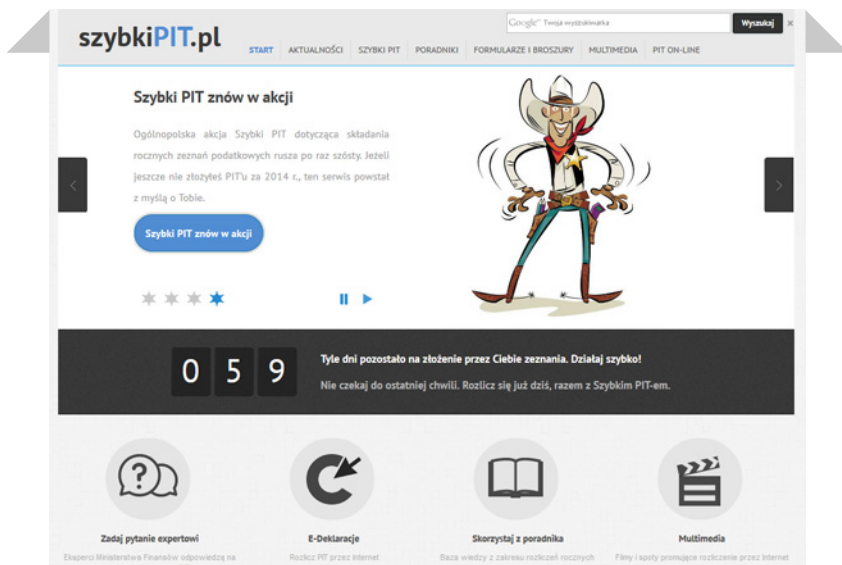 Google™ Twoja wyszukiwarka
Wyszukaj
×
szybkiPIT.pl
START AKTUALNOŚCI SZYBKI PIT PORADNIKI FORMULARZE I BROSZURY MULTIMEDIA PIT ON-LINE
Szybki PIT znów w akcji
Ogólnopolska akcja Szybki PIT dotycząca składania
rocznych zeznań podatkowych rusza po raz szósty. Jeżeli
jeszcze nie złożyłeś PIT'u za 2014 r., ten serwis powstał
z myślą o Tobie.
Szybki PIT znów w akcji
0 5 9
Tyle dni pozostało na złożenie przez Ciebie zeznania. Działaj szybko!
Nie czekaj do ostatniej chwili. Rozlicz się już dziś, razem z Szybkim PIT-em.
Zadaj pytanie expertowi
E-Deklaracje
Skorzystaj z poradnika
Multimedia
Eksperci Ministerstwa Finansów odpowiedzą na
Rozlicz PIT przez Internet
Baza wiedzy z zakresu rozliczeń rocznych
Filmy i spoty promujące rozliczenie przez Internet